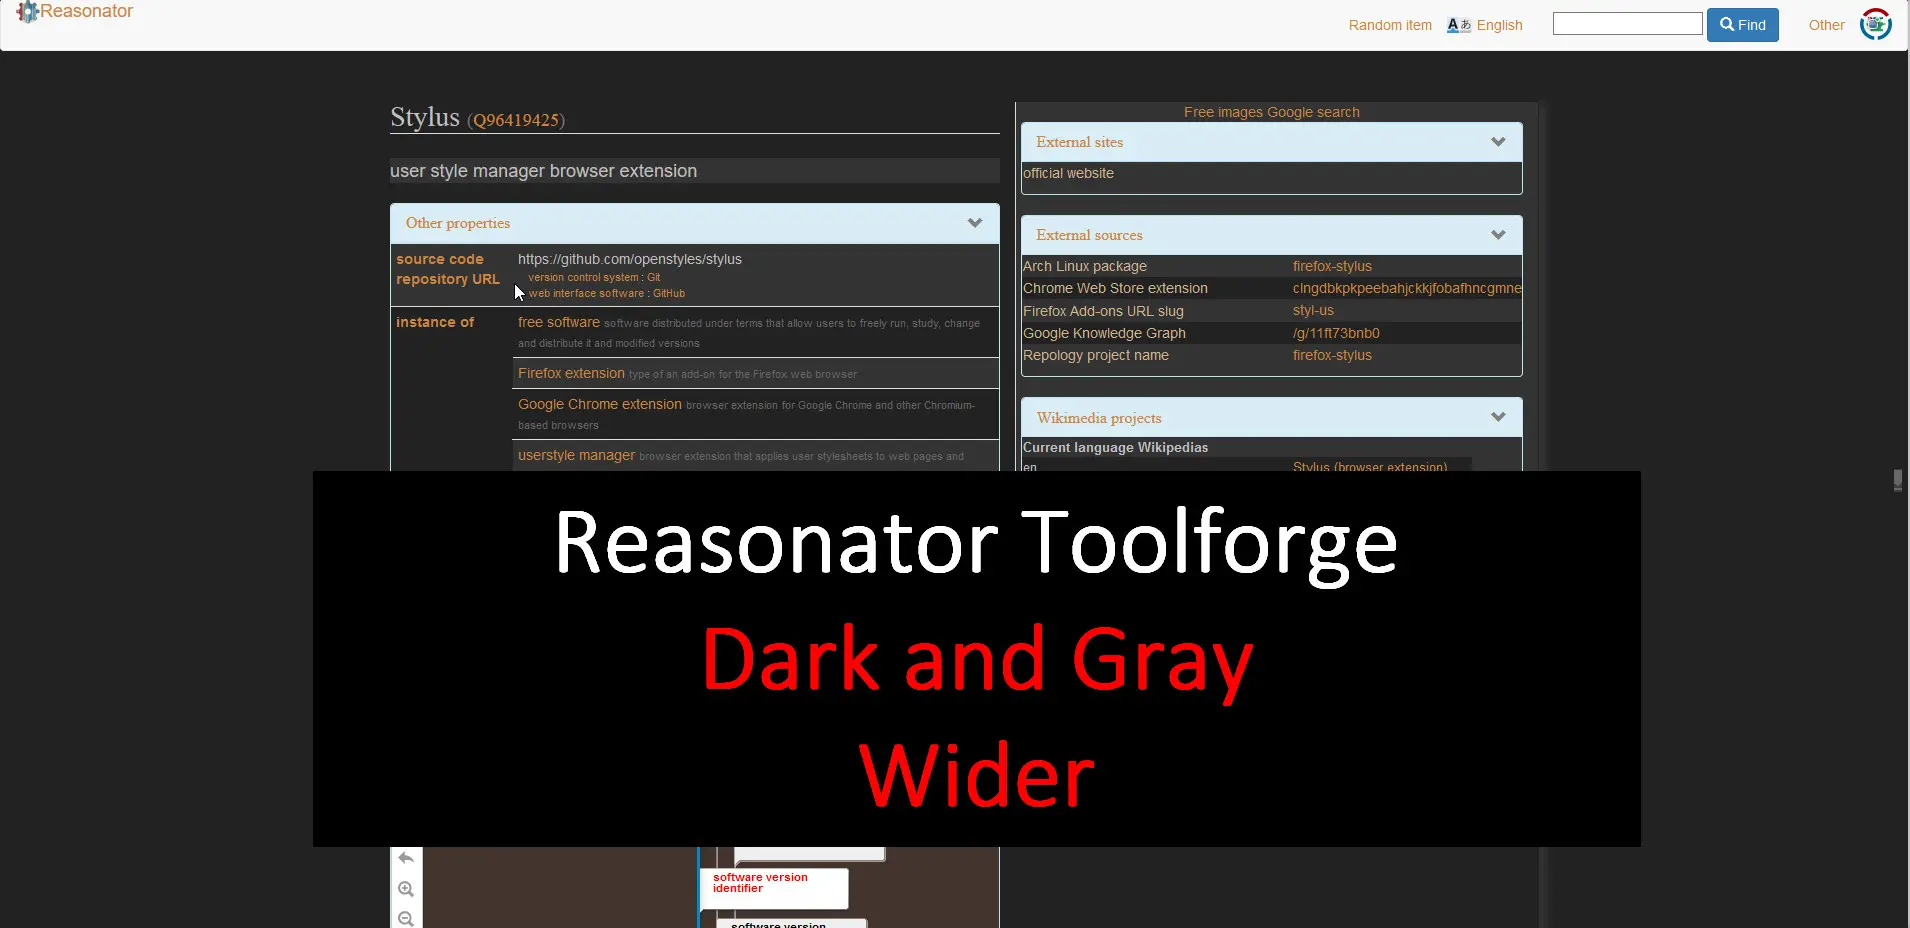 Reasonator
Random item
English
Find
Other
Stylus (Q96419425)
user style manager browser extension
Other properties
source code
repository URL
https://github.com/openstyles/stylus
version control system : Git
web interface software : GitHub
instance of
free software software distributed under terms that allow users to freely run, study, change
and distribute it and modified versions
Firefox extension type of an add-on for the Firefox web browser
Google Chrome extension browser extension for Google Chrome and other Chromium-
based browsers
userstyle manager browser extension that applies user stylesheets to web pages and
Free images Google search
External sites
official website
External sources
Arch Linux package firefox-stylus
Chrome Web Store extension clngdbkpkpeebahjckkjfobafhncgmne
Firefox Add-ons URL slug styl-us
Google Knowledge Graph /g/11ft73bnb0
Repology project name firefox-stylus
Wikimedia projects
Current language Wikipedias
en Stylus (browser extension)
Reasonator Toolforge
Dark and Gray
Wider
software version
identifier
software version